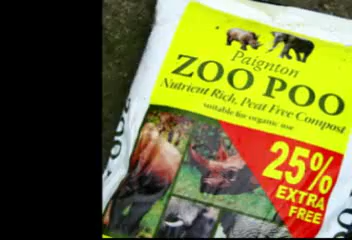 Paignton
ZOO POO
Nutrient Rich, Peat Free Compost
suitable for organic use
25%
EXTRA
FREE